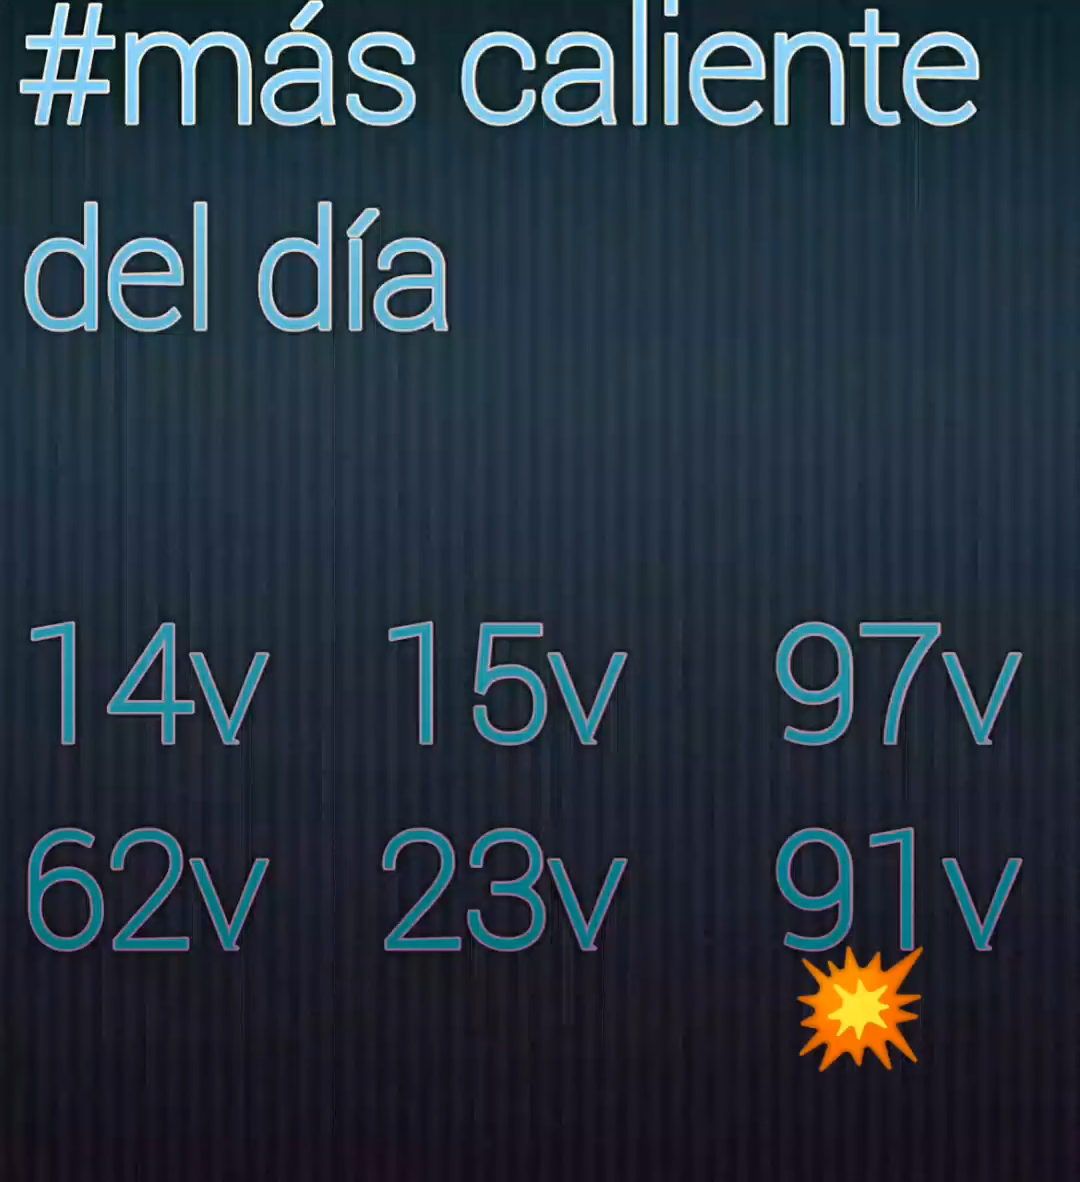 #más caliente
del día
14v 15v 97v
62v 23v 91v
💥